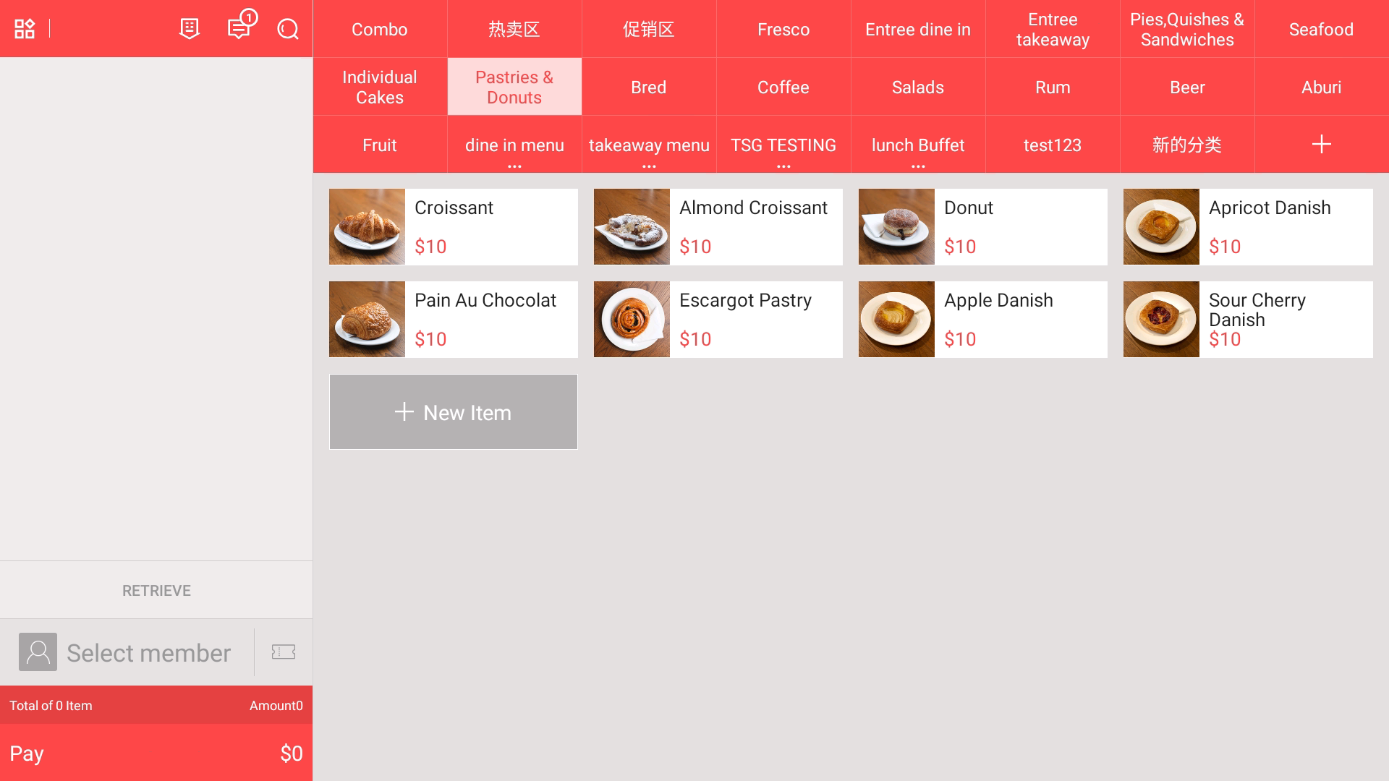 1
Combo
热卖区
促销区
Fresco
Entree dine in
Entree
takeaway
Pies,Quishes &
Sandwiches
Seafood
Individual
Cakes
Pastries &
Donuts
Bred
Coffee
Salads
Rum
Beer
Aburi
Fruit
dine in menu
takeaway menu
TSG TESTING
lunch Buffet
test123
新的分类
Croissant
$10
Almond Croissant
$10
Donut
$10
Apricot Danish
$10
Pain Au Chocolat
$10
Escargot Pastry
$10
Apple Danish
$10
Sour Cherry
Danish
$10
New Item
RETRIEVE
Select member
Total of 0 Item
Amount0
Pay
$0